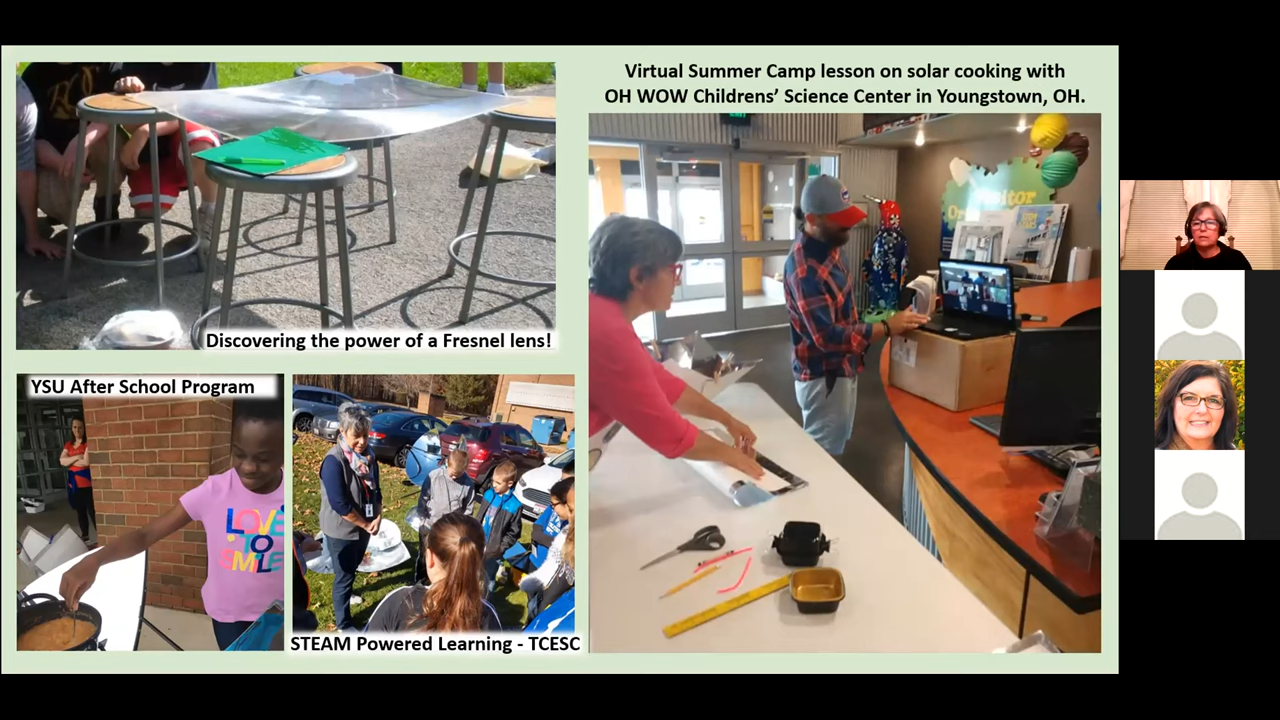 Virtual Summer Camp lesson on solar cooking with
OH WOW Childrens’ Science Center in Youngstown, OH.
Discovering the power of a Fresnel lens!
YSU After School Program
LOVE
TO
SMILE
STEAM Powered Learning - TCESC